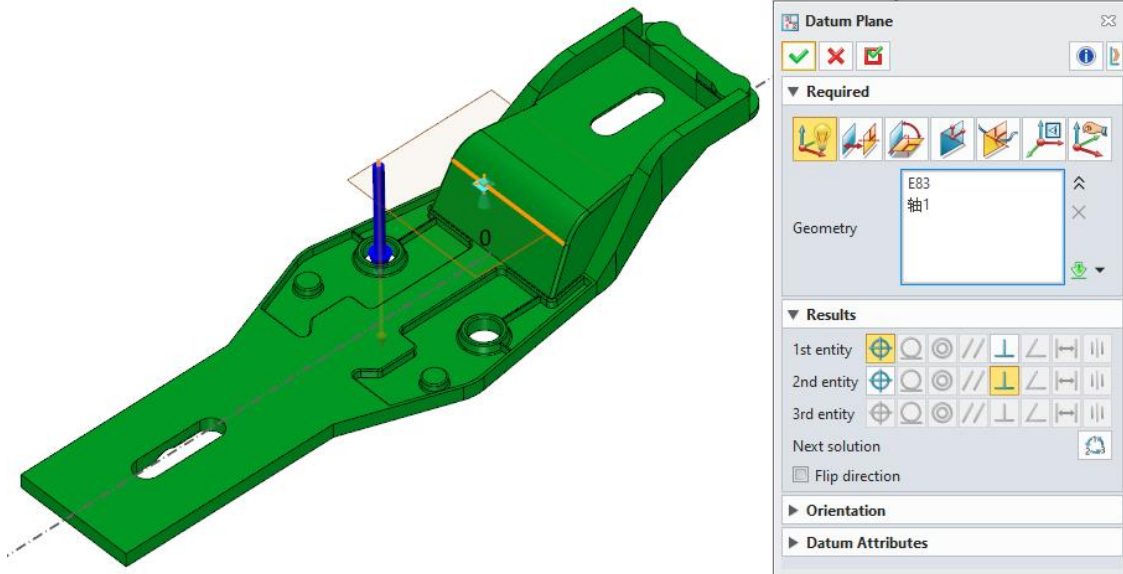 Datum Plane
Required
E83
轴1
Geometry
Results
1st entity
2nd entity
3rd entity
Next solution
Flip direction
Orientation
Datum Attributes
0